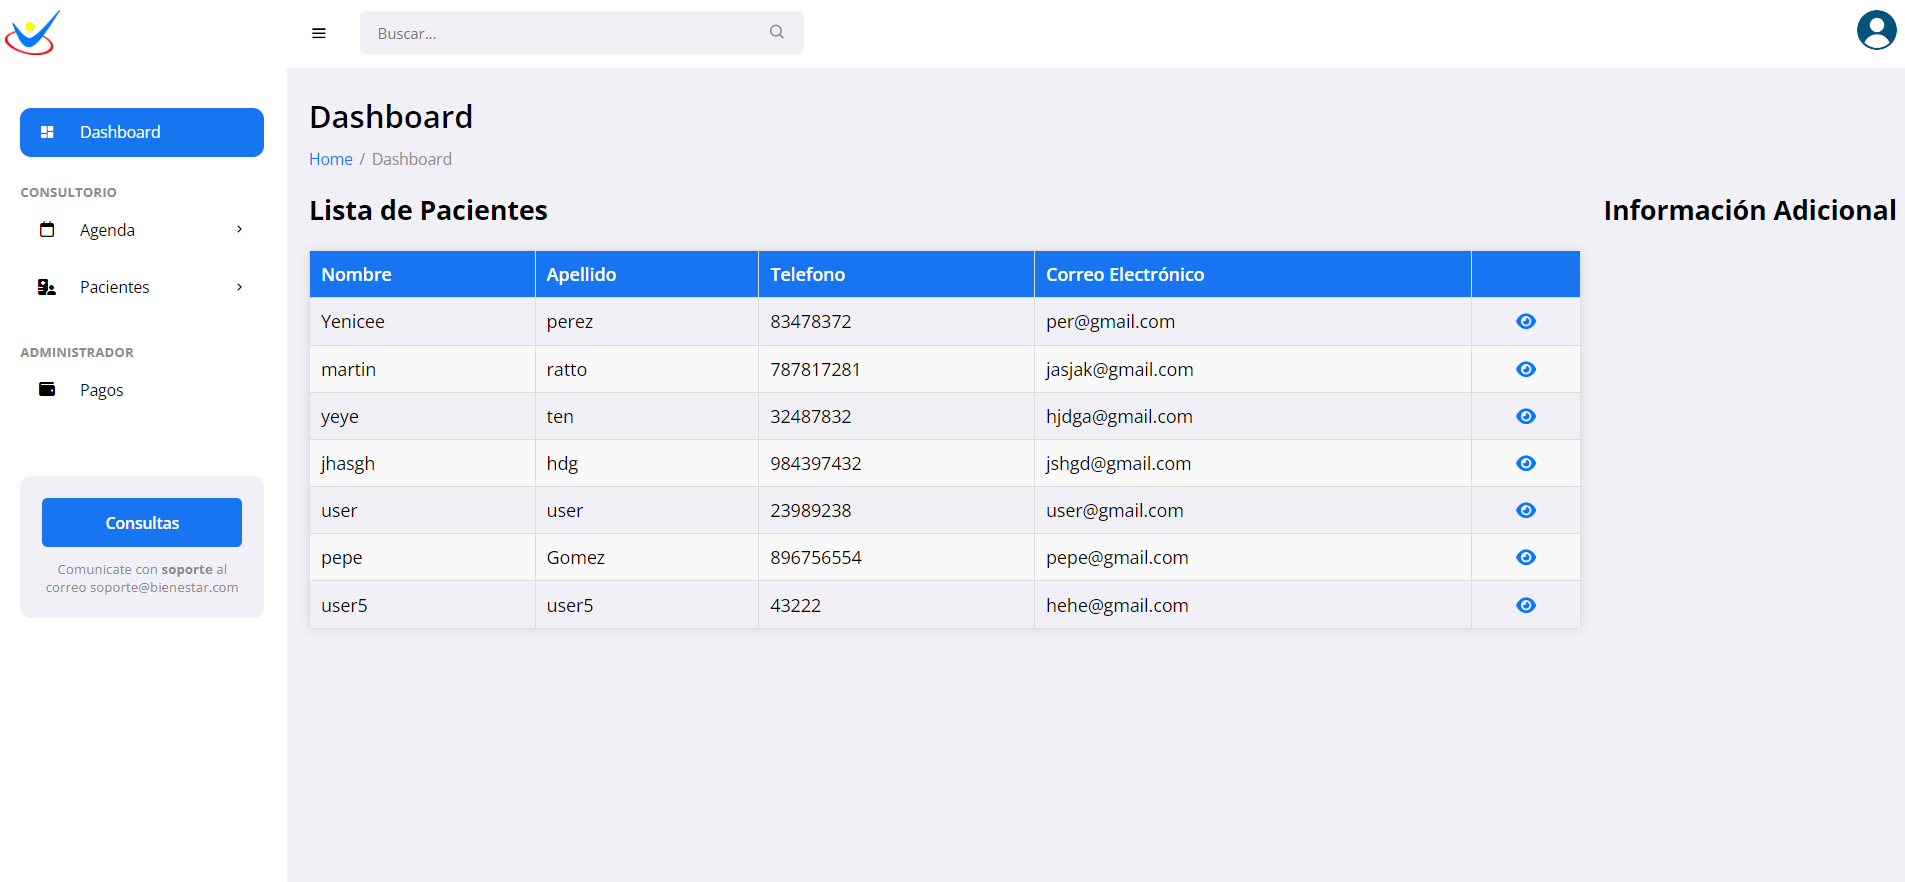 Buscar...
Dashboard
CONSULTORIO
Agenda
Pacientes
ADMINISTRADOR
Pagos
Consultas
Comunicate con soporte al
correo soporte@bienestar.com
Dashboard
Home / Dashboard
Lista de Pacientes
Nombre Apellido Telefono Correo Electrónico
Yenicee perez 83478372 per@gmail.com
martin ratto 787817281 jasjak@gmail.com
yeye ten 32487832 hjdga@gmail.com
jhasgh hdg 984397432 jshgd@gmail.com
user user 23989238 user@gmail.com
pepe Gomez 896756554 pepe@gmail.com
user5 user5 43222 hehe@gmail.com
Información Adicional